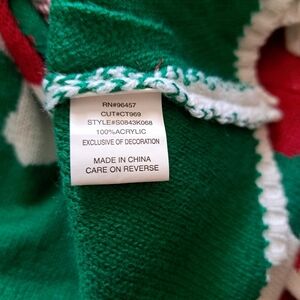 RN#96457
CUT#CT969
STYLE#S0843K068
100%ACRYLIC
EXCLUSIVE OF DECORATION
MADE IN CHINA
CARE ON REVERSE